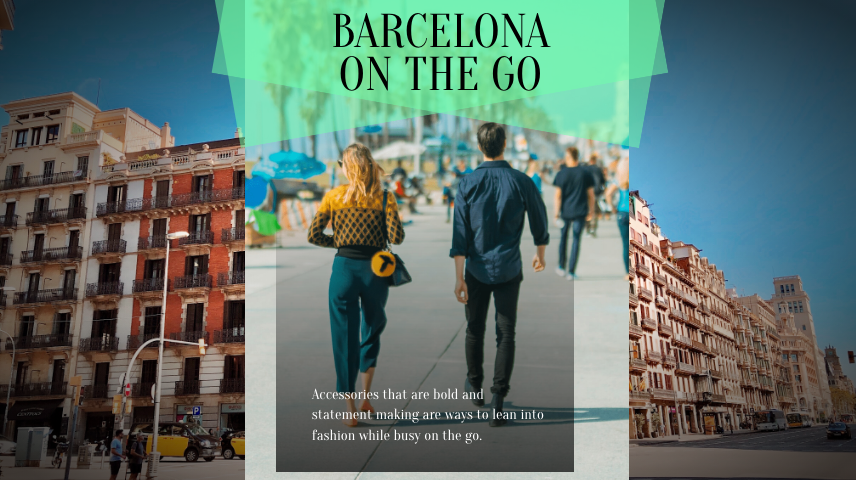 BARCELONA
ON THE GO
Accessories that are bold and
statement making are ways to lean into
fashion while busy on the go.